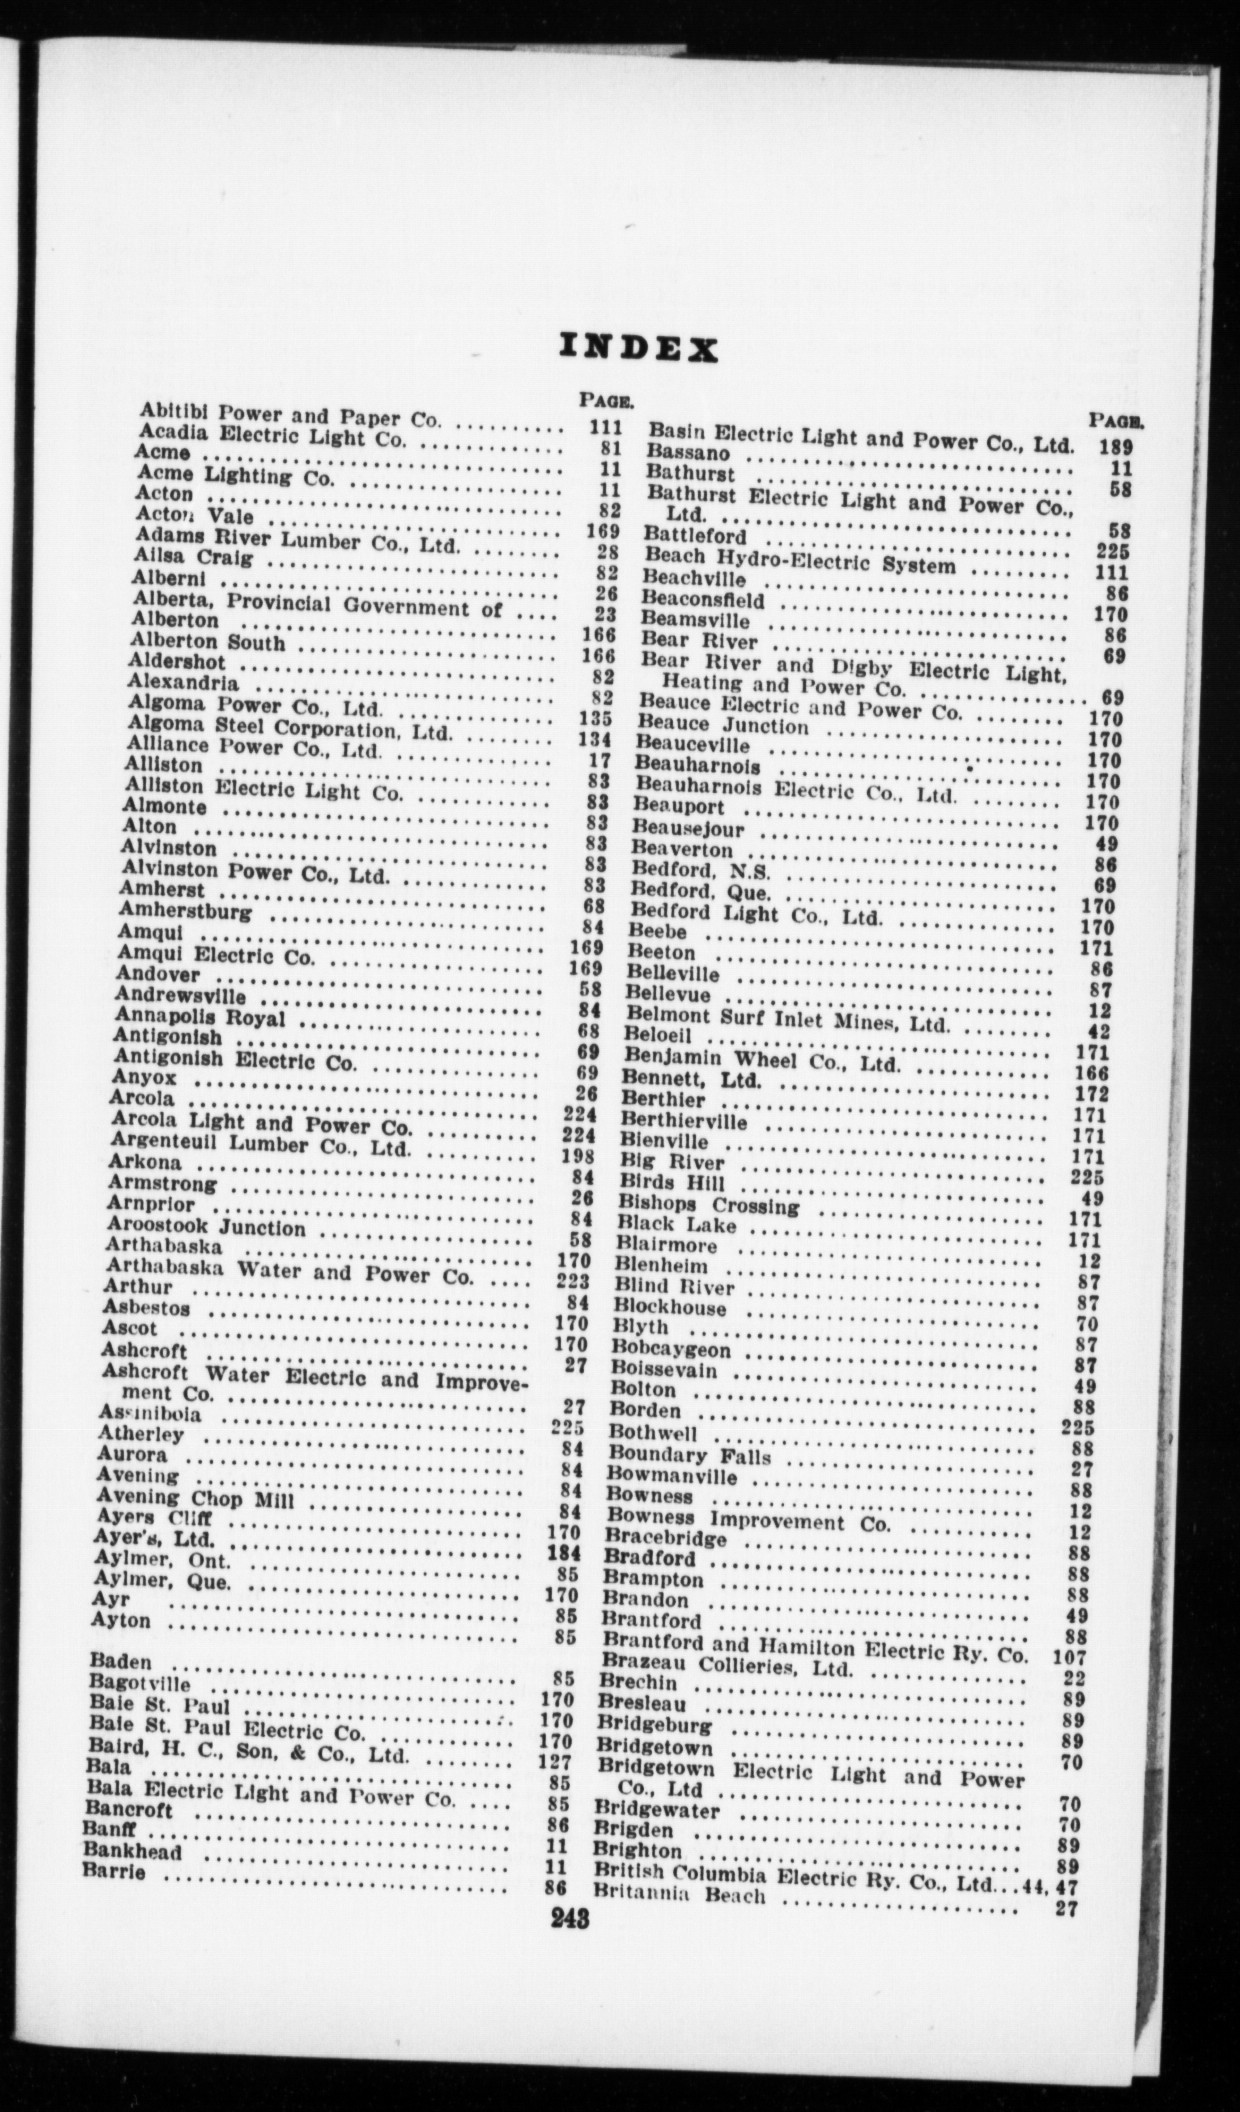 INDEX
PAGE.
Abitibi Power and Paper Co. .......... 111
Acadia Electric Light Co. ............ 81
Acme ................................ 11
Acme Lighting Co. ................... 11
Acton ............................... 82
Acton Vale .......................... 169
Adams River Lumber Co., Ltd. ........ 28
Ailsa Craig ......................... 82
Alberni ............................. 26
Alberta, Provincial Government of .... 23
Alberton ............................ 166
Alberton South ...................... 166
Aldershot ........................... 82
Alexandria .......................... 82
Algoma Power Co., Ltd. .............. 135
Algoma Steel Corporation, Ltd. ........ 134
Alliance Power Co., Ltd. ............. 17
Alliston ............................ 83
Alliston Electric Light Co. ............ 83
Almonte ............................. 83
Alton ............................... 83
Alvinston ........................... 83
Alvinston Power Co., Ltd. ............. 83
Amherst ............................. 68
Amherstburg ......................... 84
Amqui ............................... 169
Amqui Electric Co. ................... 169
Andover ............................. 58
Andrewsville ........................ 84
Annapolis Royal ..................... 68
Antigonish .......................... 69
Antigonish Electric Co. ............... 69
Anyox ............................... 26
Arcola .............................. 224
Arcola Light and Power Co. .......... 224
Argenteuil Lumber Co., Ltd. .......... 198
Arkona .............................. 84
Armstrong ........................... 26
Arnprior ............................ 84
Aroostook Junction ................... 58
Arthabaska .......................... 170
Arthabaska Water and Power Co. .... 223
Arthur .............................. 84
Asbestos ............................ 170
Ascot ............................... 170
Ashcroft ............................ 27
Ashcroft Water Electric and Improve-
ment Co. ............................ 27
Assiniboia .......................... 225
Atherley ............................ 84
Aurora .............................. 84
Avening ............................. 84
Avening Chop Mill ................... 84
Ayers Cliff ......................... 170
Ayer's, Ltd. ........................ 184
Aylmer, Ont. ........................ 85
Aylmer, Que. ........................ 170
Ayr ................................. 85
Ayton ............................... 85
Baden ............................... 85
Bagotville .......................... 170
Baie St. Paul ....................... 170
Baie St. Paul Electric Co. ............ 170
Baird, H. C., Son, & Co., Ltd. ........ 127
Bala ................................ 85
Bala Electric Light and Power Co. .... 85
Bancroft ............................ 86
Banff ............................... 11
Bankhead ............................ 11
Barrie .............................. 86
PAGE.
Basin Electric Light and Power Co., Ltd. 189
Bassano ............................. 11
Bathurst ............................ 58
Bathurst Electric Light and Power Co.,
Ltd. ................................ 58
Battleford .......................... 225
Beach Hydro-Electric System ......... 111
Beachville .......................... 86
Beaconsfield ........................ 170
Beamsville .......................... 86
Bear River .......................... 69
Bear River and Digby Electric Light,
Heating and Power Co. ............... 69
Beauce Electric and Power Co. ........ 170
Beauce Junction ..................... 170
Beauceville ......................... 170
Beauharnois ......................... 170
Beauharnois Electric Co., Ltd. ........ 170
Beauport ............................ 170
Beausejour .......................... 49
Beaverton ........................... 86
Bedford, N.S. ....................... 69
Bedford, Que. ....................... 170
Bedford Light Co., Ltd. .............. 170
Beebe ............................... 171
Beeton .............................. 86
Belleville .......................... 87
Bellevue ............................ 12
Belmont Surf Inlet Mines, Ltd. ........ 42
Beloeil ............................. 171
Benjamin Wheel Co., Ltd. ............ 166
Bennett, Ltd. ....................... 172
Berthier ............................ 171
Berthierville ....................... 171
Bienville ........................... 171
Big River ........................... 225
Birds Hill .......................... 49
Bishops Crossing .................... 171
Black Lake .......................... 171
Blairmore ........................... 12
Blenheim ............................ 87
Blind River ......................... 87
Blockhouse .......................... 70
Blyth ............................... 87
Bobcaygeon .......................... 87
Boissevain .......................... 49
Bolton .............................. 88
Borden .............................. 225
Bothwell ............................ 88
Boundary Falls ...................... 27
Bowmanville ......................... 88
Bowness ............................. 12
Bowness Improvement Co. ........... 12
Bracebridge ......................... 88
Bradford ............................ 88
Brampton ............................ 88
Brandon ............................. 49
Brantford ........................... 88
Brantford and Hamilton Electric Ry. Co. 107
Brazeau Collieries, Ltd. .............. 22
Brechin ............................. 89
Bresleau ............................ 89
Bridgeburg .......................... 89
Bridgetown .......................... 70
Bridgetown Electric Light and Power
Co., Ltd ............................ 70
Bridgewater ......................... 70
Brigden ............................. 89
Brighton ............................ 89
British Columbia Electric Ry. Co., Ltd...44, 47
Britannia Beach ..................... 27
243